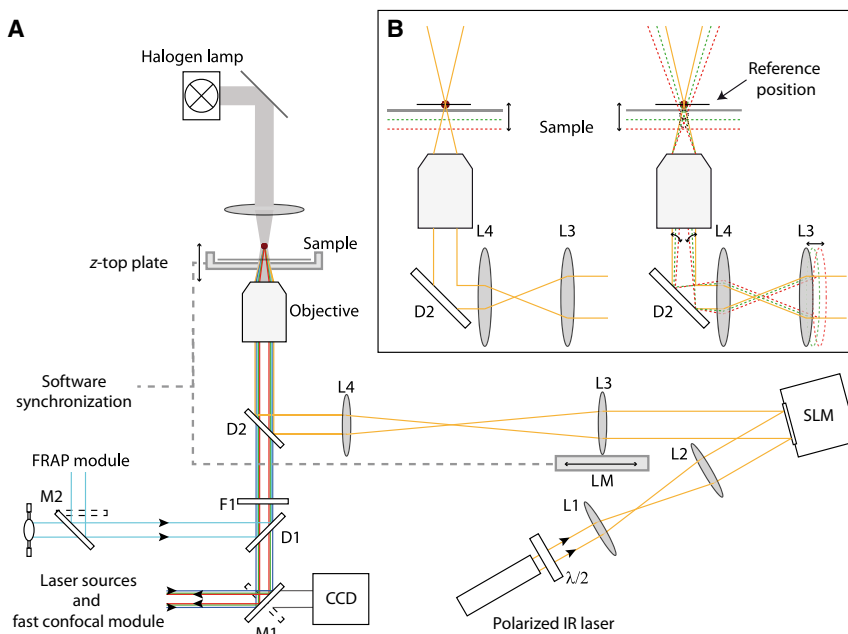 A
Halogen lamp
Sample
z-top plate
Objective
Software
synchronization
D2
L4
L3
LM
SLM
L2
L1
λ/2
Polarized IR laser
FRAP module
M2
F1
D1
Laser sources
and
fast confocal module
M1
CCD
B
Reference
position
Sample
L4
L3
D2
L4
L3
D2